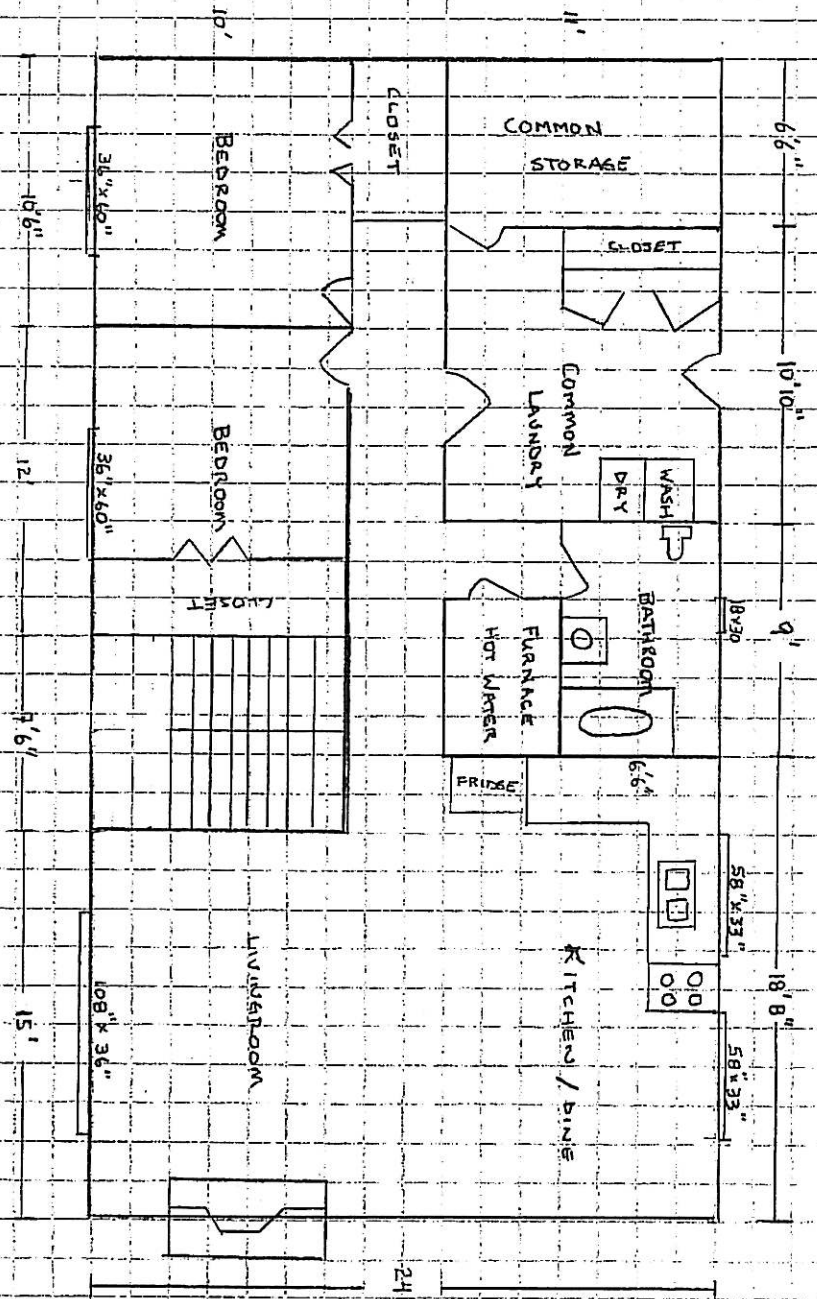 10'
11'
6'6"
10'10"
9'
18'8"
COMMON
STORAGE
CLOSET
CLOSET
BEDROOM
36"x60"
10'6"
COMMON
LAUNDRY
WASH
DRY
BEDROOM
36"x60"
12'
CLOSET
BATHROOM
18x30
FURNACE
HOT WATER
6'6"
7'6"
FRIDGE
58"x33"
58"x33"
KITCHEN / DINE
LIVINGROOM
108" x 36"
15'
24